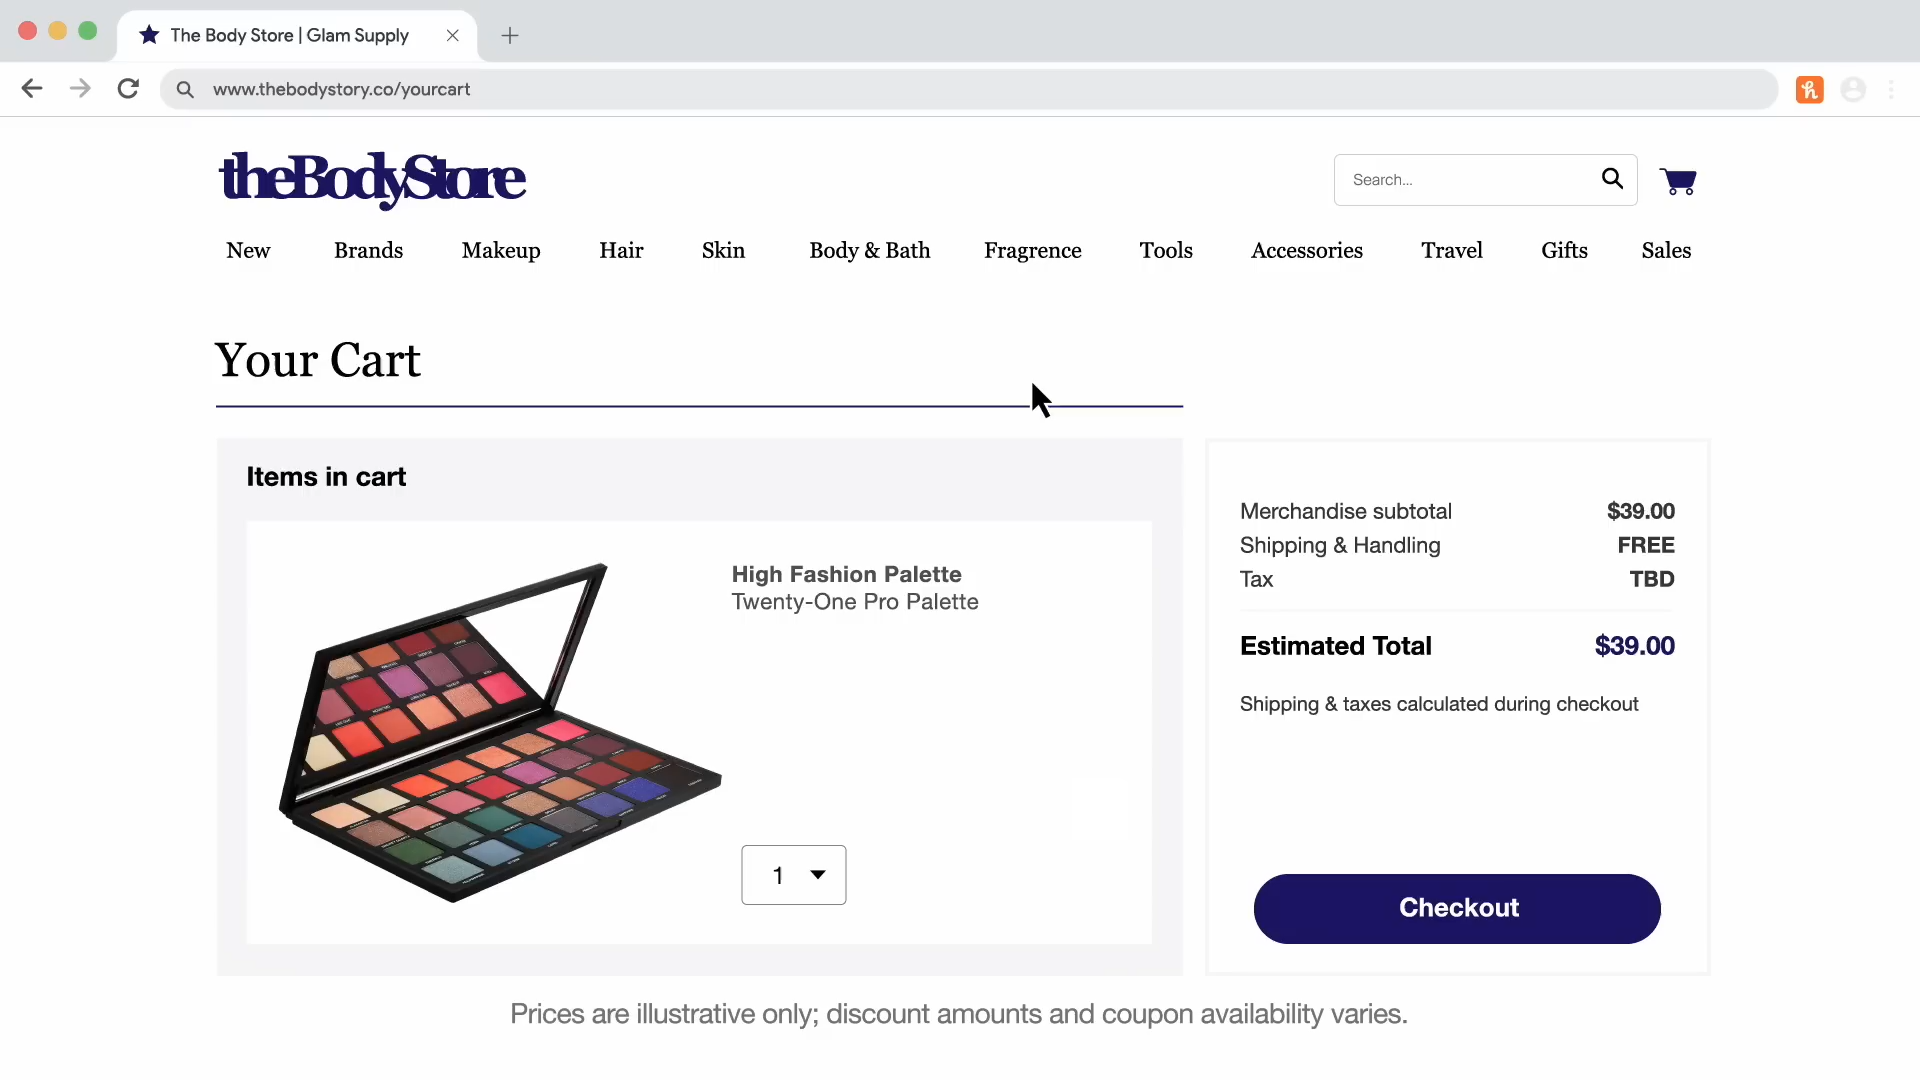 The Body Store | Glam Supply
www.thebodystory.co/yourcart
theBodyStore
Search...
New Brands Makeup Hair Skin Body & Bath Fragrence Tools Accessories Travel Gifts Sales
Your Cart
Items in cart
High Fashion Palette
Twenty-One Pro Palette
1
Merchandise subtotal $39.00
Shipping & Handling FREE
Tax TBD
Estimated Total $39.00
Shipping & taxes calculated during checkout
Checkout
Prices are illustrative only; discount amounts and coupon availability varies.